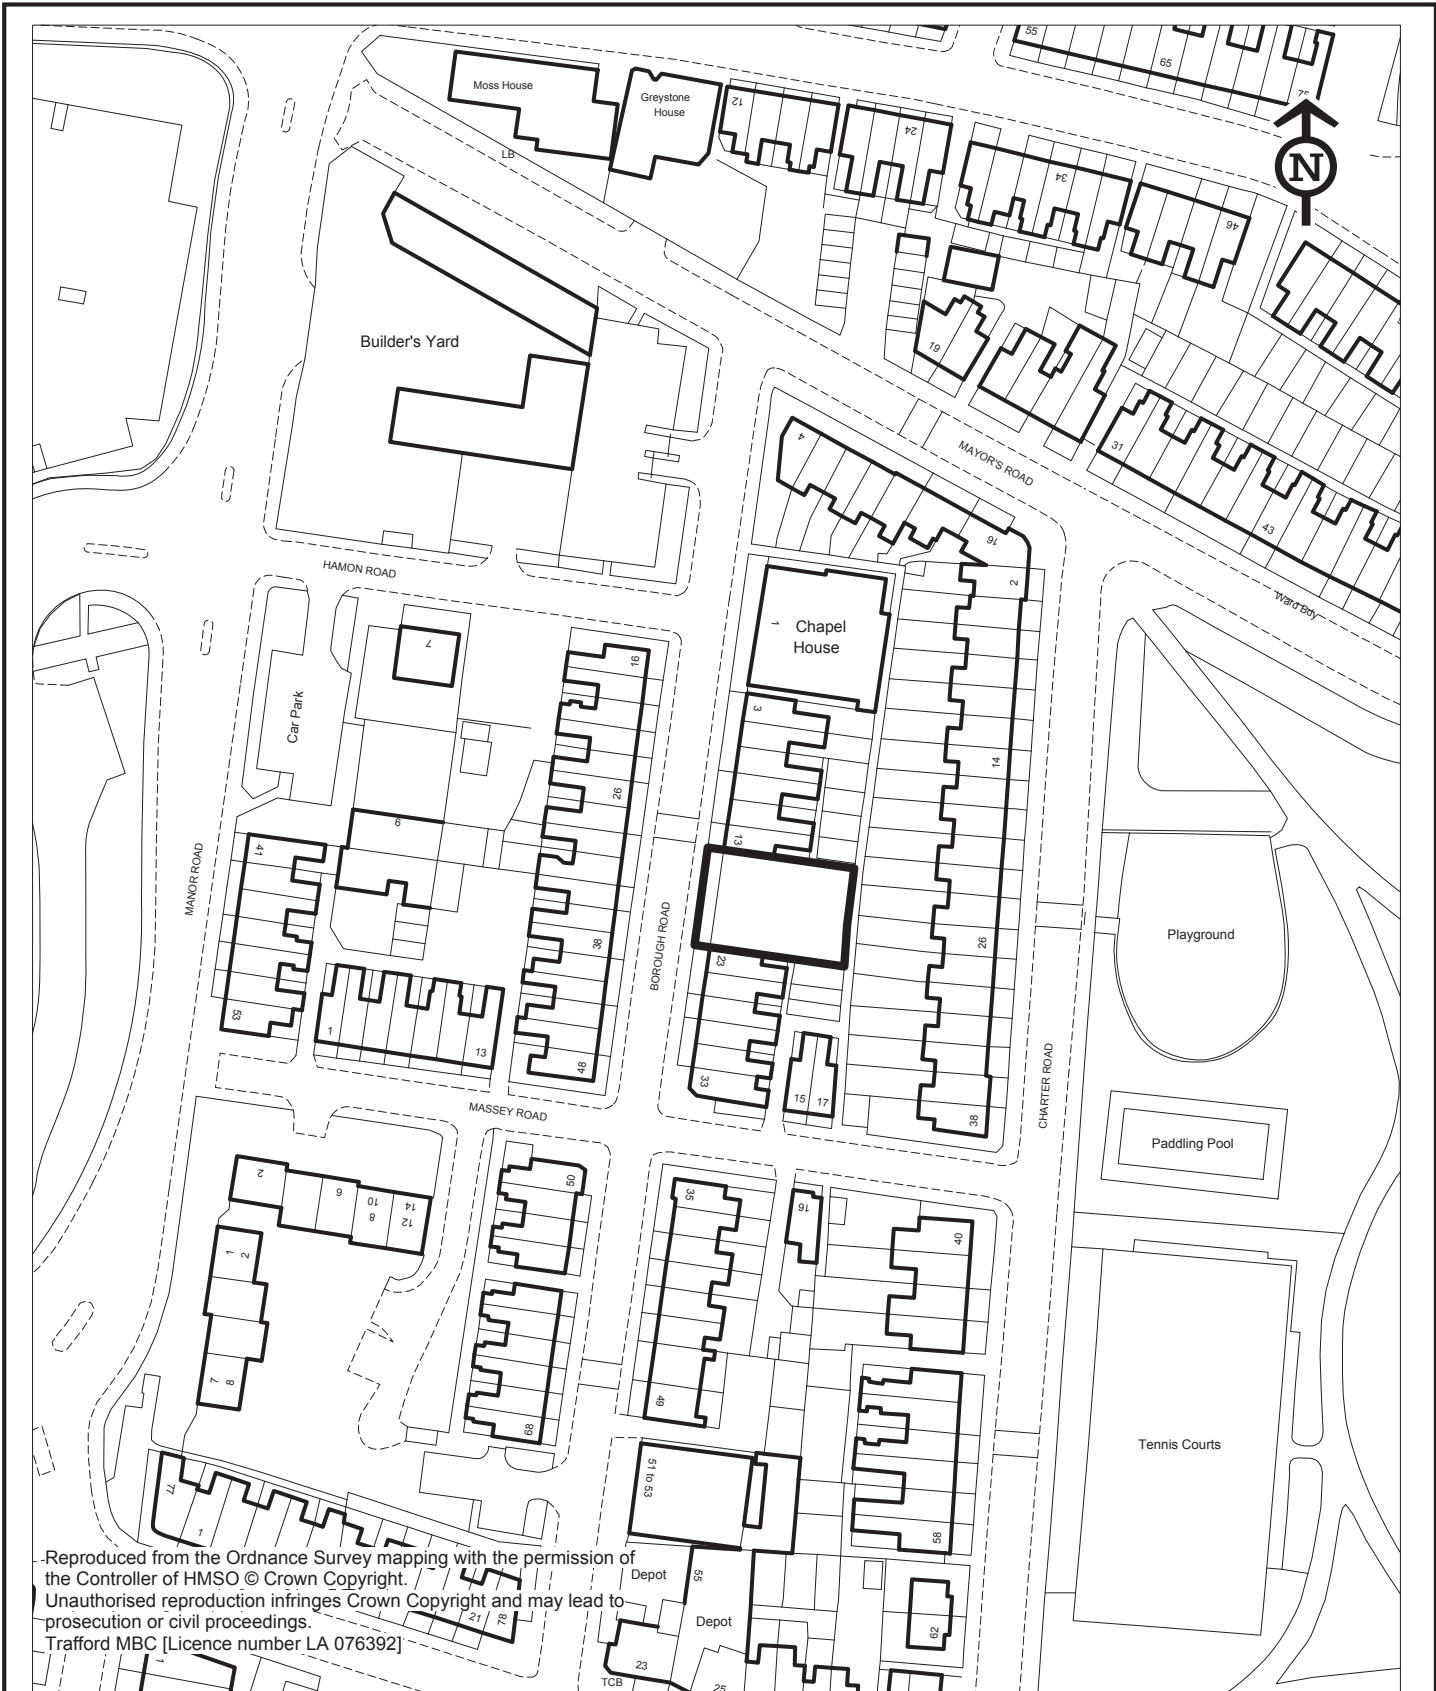 55
65
75
N
Moss House
Greystone
House
12
24
34
46
LB
Builder's Yard
19
31
43
MAYOR'S ROAD
4
16
2
Ward Bdy
HAMON ROAD
Chapel
House
1
7
16
3
Car Park
14
26
9
13
41
MANOR ROAD
BOROUGH ROAD
38
23
26
Playground
53
1
13
48
33
15
17
38
CHARTER ROAD
MASSEY ROAD
Paddling Pool
2
6
10
8
14
12
50
35
16
40
1
2
7
8
68
49
Tennis Courts
77
1
51 to 53
58
Reproduced from the Ordnance Survey mapping with the permission of
the Controller of HMSO © Crown Copyright.
Unauthorised reproduction infringes Crown Copyright and may lead to
prosecution or civil proceedings.
Trafford MBC [Licence number LA 076392]
21
78
Depot
55
Depot
62
23
TCB
25